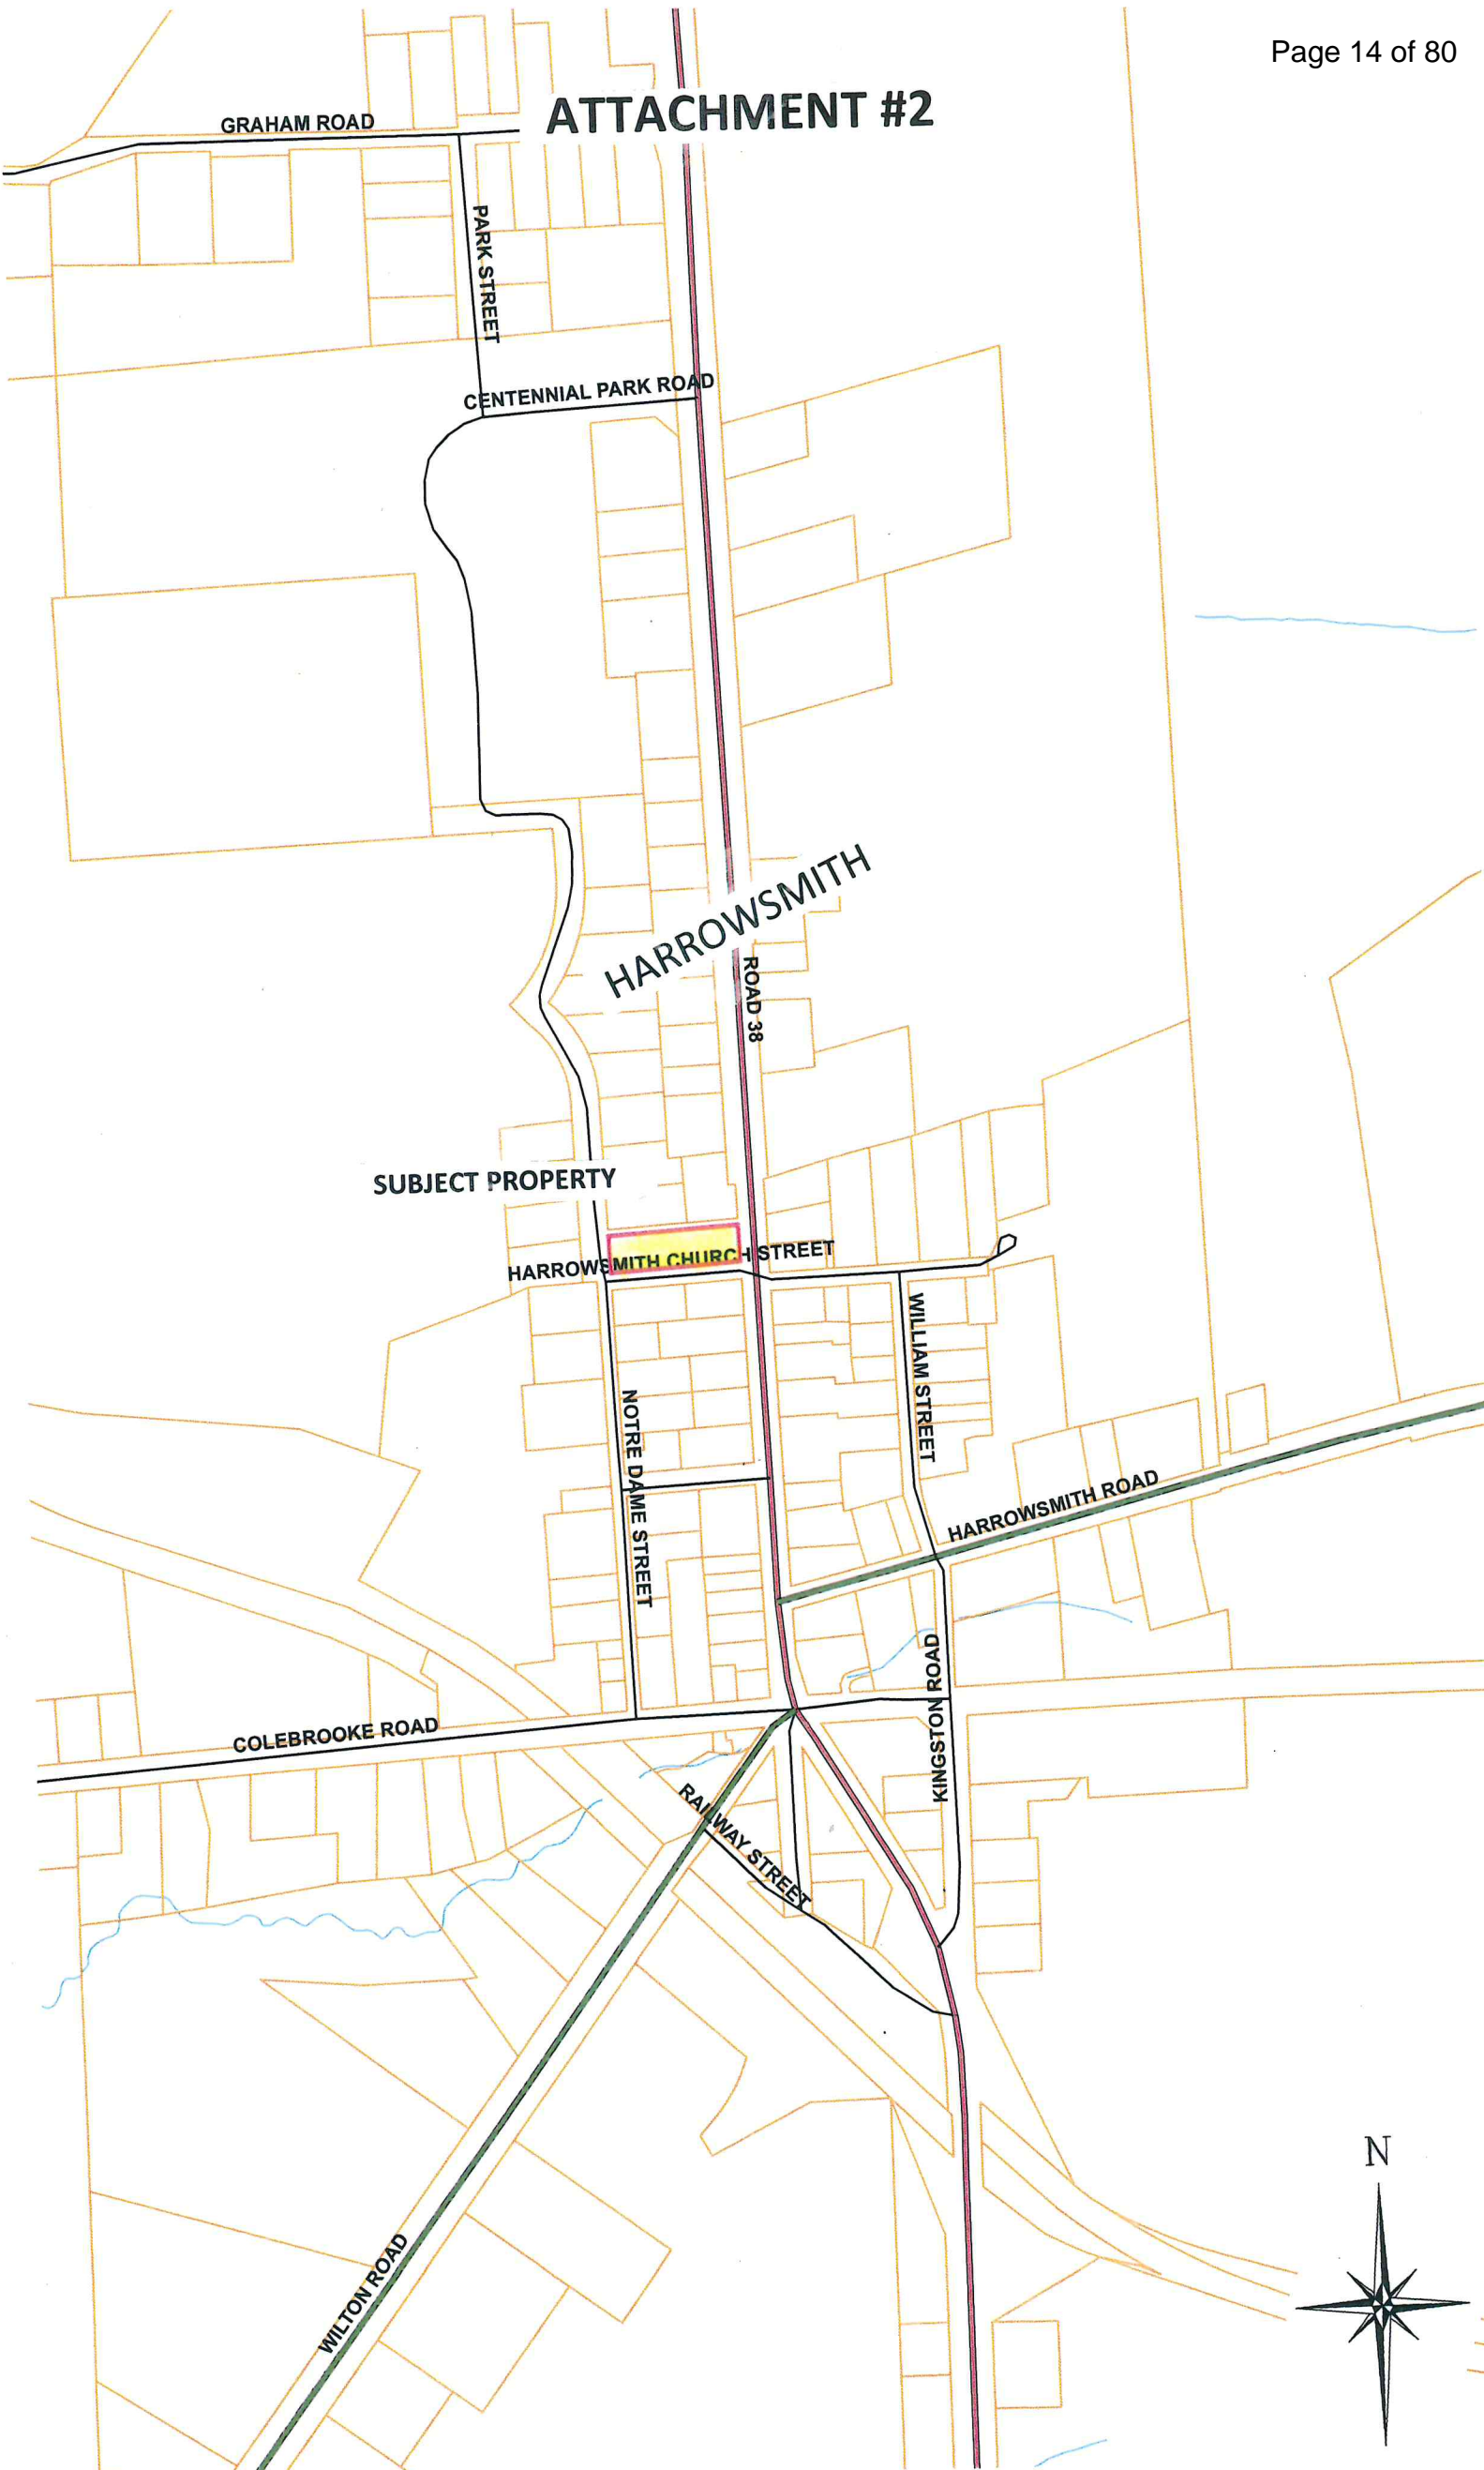 Page 14 of 80
ATTACHMENT #2
GRAHAM ROAD
PARK STREET
CENTENNIAL PARK ROAD
HARROWSMITH
ROAD 38
SUBJECT PROPERTY
HARROWSMITH CHURCH STREET
WILLIAM STREET
NOTRE DAME STREET
HARROWSMITH ROAD
KINGSTON ROAD
COLEBROOKE ROAD
RAILWAY STREET
WILTON ROAD
N